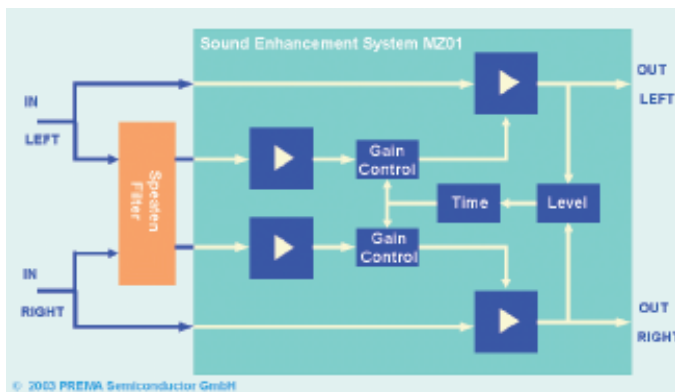 Sound Enhancement System MZ01
IN
LEFT
OUT
LEFT
Speaten
Filter
Gain
Control
Time
Level
Gain
Control
IN
RIGHT
OUT
RIGHT
© 2003 PREMA Semiconductor GmbH